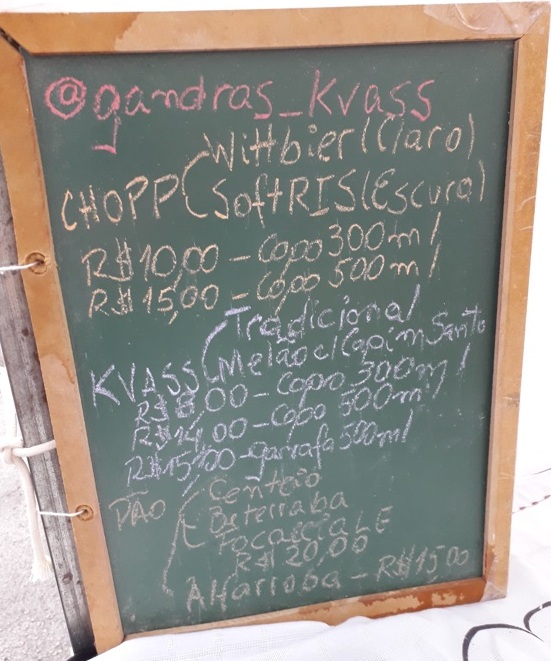 @gandras_Kvass
CHOPP
Wittbier (Claro)
Soft RIS (Escura)
R$10,00 - Copo 300ml
R$15,00 - Copo 500ml
KVASS
Tradicional
Melão c/ Capim Santo
R$8,00 - Copo 300ml
R$14,00 - Copo 500ml
R$15,00 - garrafa 500ml
PÃO
Centeio
Beterraba
Focaccia LE
R$20,00
Alfarroba - R$15,00